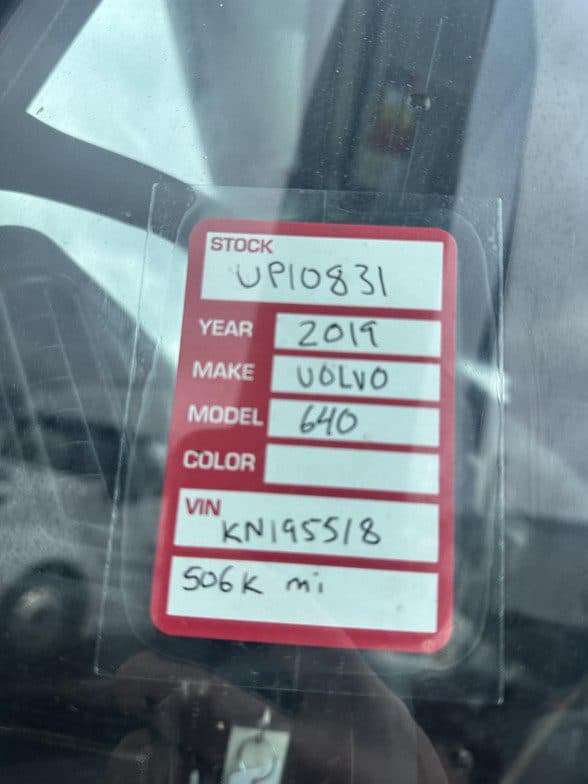 STOCK
UP10831
YEAR 2019
MAKE VOLVO
MODEL 640
COLOR
VIN
KN195518
506K mi